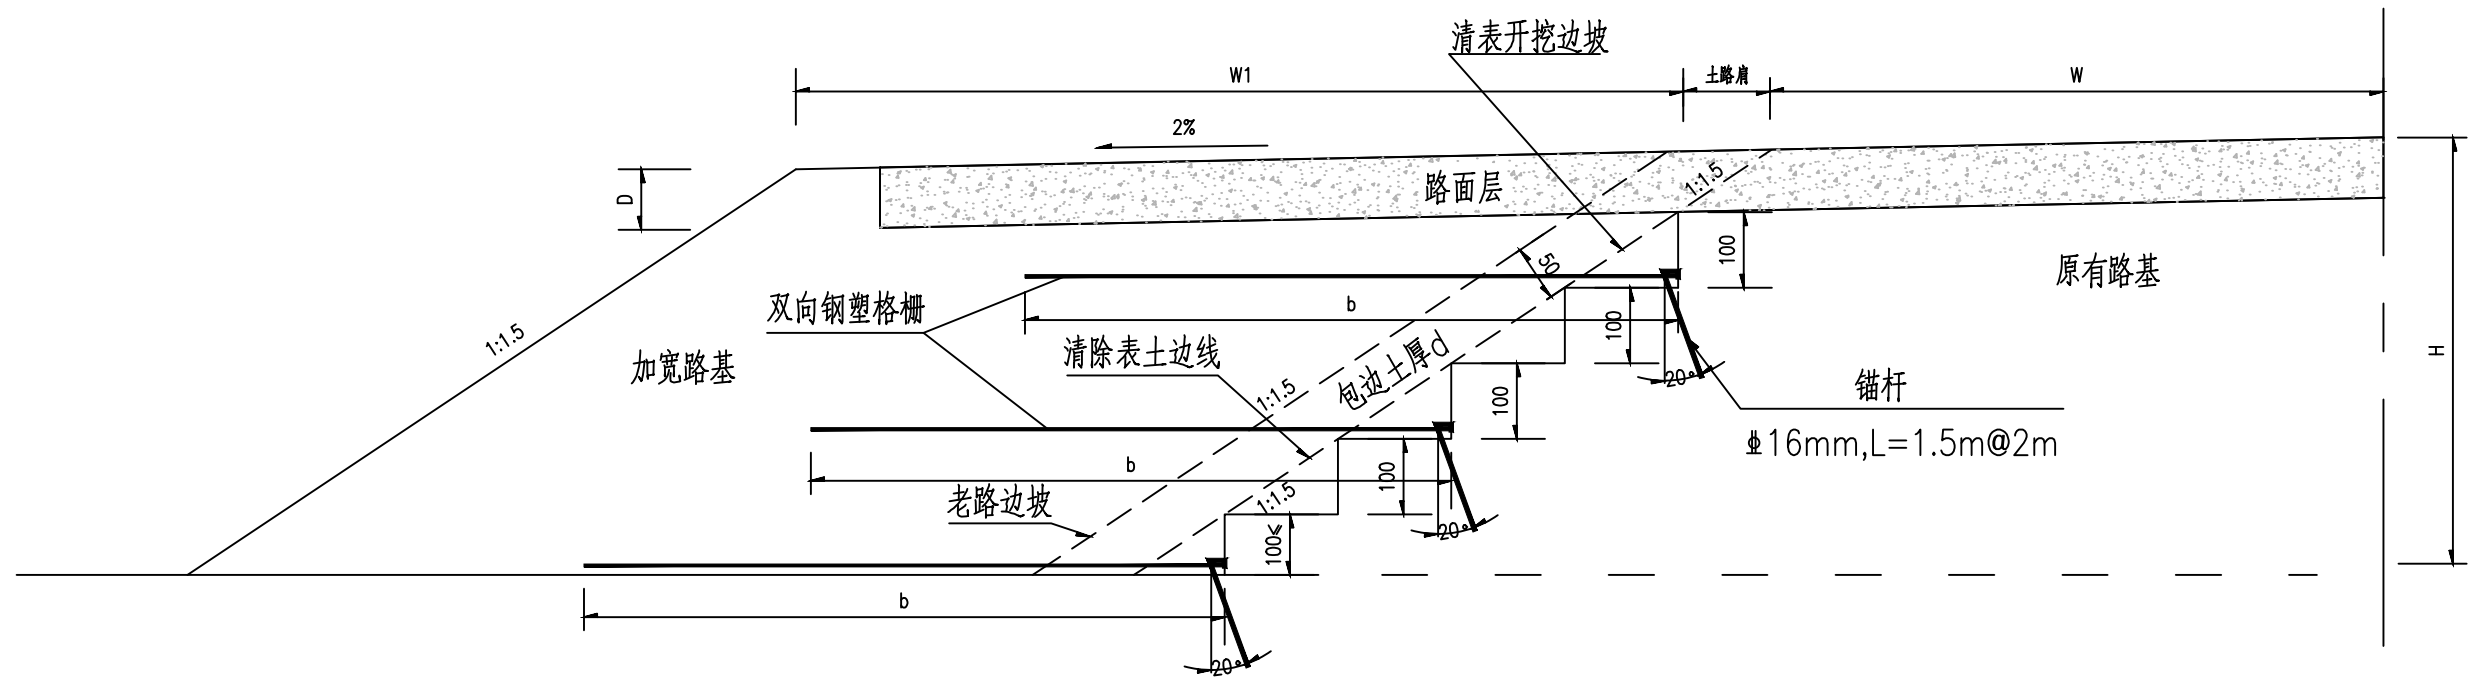 清表开挖边坡
W1
土路肩
W
2%
D
路面层
1:1.5
100
原有路基
50
双向钢塑格栅
b
100
1:1.5
加宽路基
清除表土边线
包边土厚d
H
20°
锚杆
1:1.5
100
⏂16mm,L=1.5m@2m
b
100
1:1.5
老路边坡
20°
100≤
b
20°